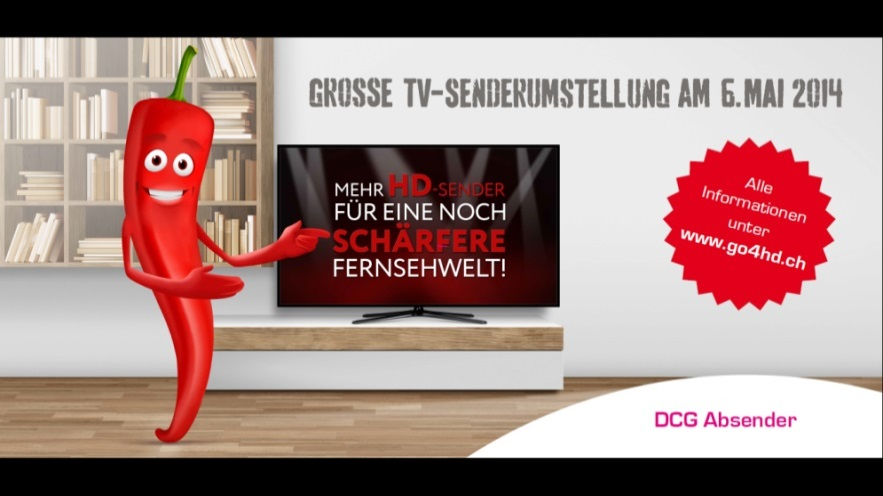 GROSSE TV-SENDERUMSTELLUNG AM 6. MAI 2014
MEHR HD-SENDER
FÜR EINE NOCH
SCHÄRFERE
FERNSEHWELT!
Alle
Informationen
unter
www.go4hd.ch
DCG Absender